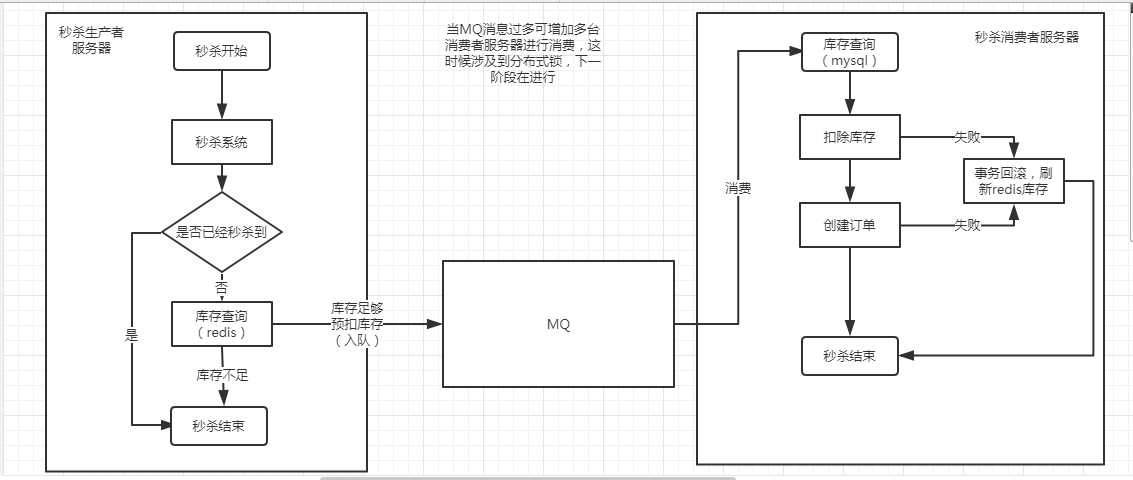 秒杀生产者
服务器
秒杀开始
秒杀系统
是否已经秒杀到
否
是
库存查询
（redis）
库存不足
秒杀结束
库存足够
预扣库存
（入队）
当MQ消息过多可增加多台
消费者服务器进行消费，这
时候涉及到分布式锁，下一
阶段在进行
MQ
消费
秒杀消费者服务器
库存查询
（mysql）
扣除库存
失败
事务回滚，刷
新redis库存
创建订单
失败
秒杀结束